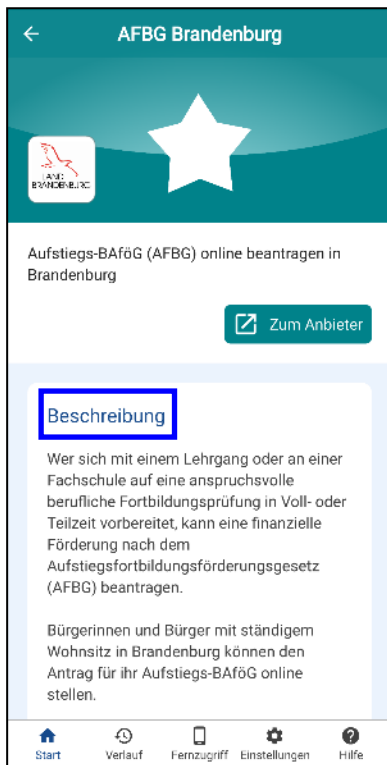 AFBG Brandenburg
LAND
BRANDENBURG
Aufstiegs-BAföG (AFBG) online beantragen in
Brandenburg
Zum Anbieter
Beschreibung
Wer sich mit einem Lehrgang oder an einer
Fachschule auf eine anspruchsvolle
berufliche Fortbildungsprüfung in Voll- oder
Teilzeit vorbereitet, kann eine finanzielle
Förderung nach dem
Aufstiegsfortbildungsförderungsgesetz
(AFBG) beantragen.
Bürgerinnen und Bürger mit ständigem
Wohnsitz in Brandenburg können den
Antrag für ihr Aufstiegs-BAföG online
stellen.
Start Verlauf Fernzugriff Einstellungen Hilfe